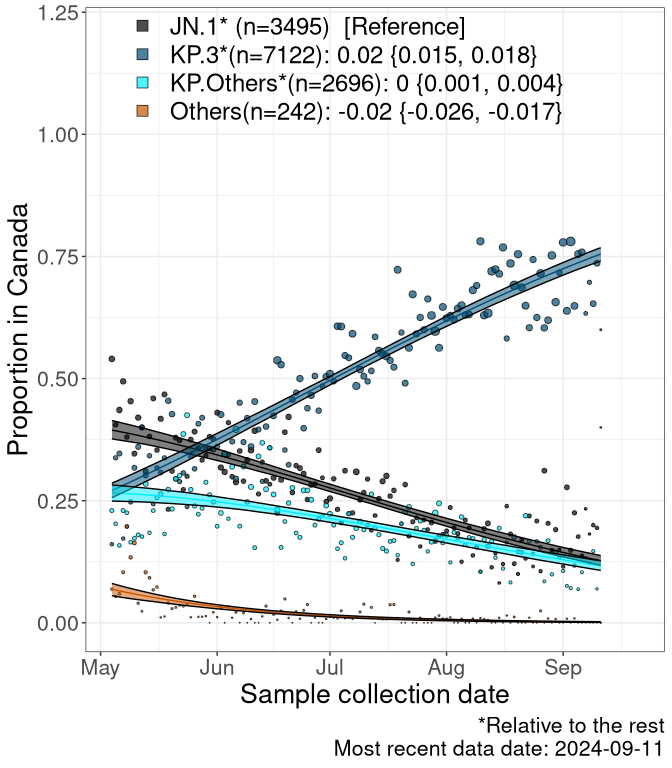 JN.1* (n=3495) [Reference]
KP.3*(n=7122): 0.02 {0.015, 0.018}
KP.Others*(n=2696): 0 {0.001, 0.004}
Others(n=242): -0.02 {-0.026, -0.017}
Proportion in Canada
1.25
1.00
0.75
0.50
0.25
0.00
May Jun Jul Aug Sep
Sample collection date
*Relative to the rest
Most recent data date: 2024-09-11